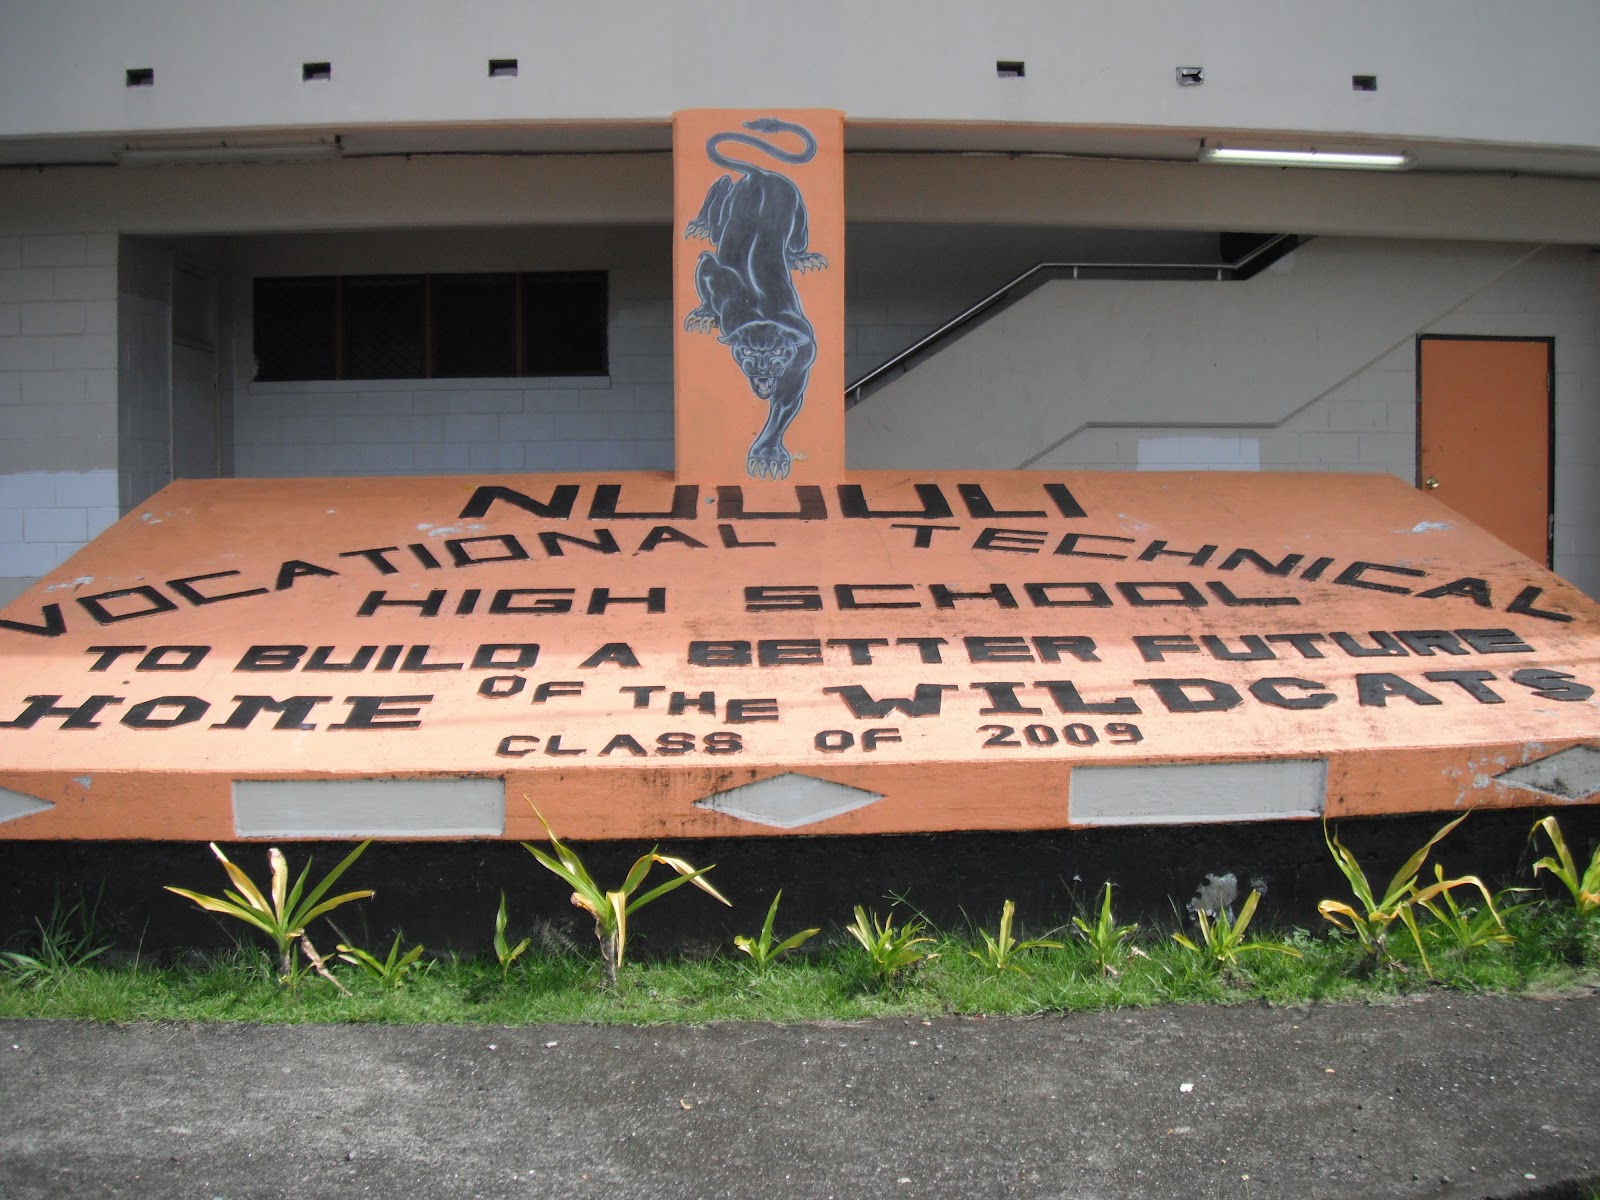 NUUULI
VOCATIONAL TECHNICAL
HIGH SCHOOL
TO BUILD A BETTER FUTURE
HOME OF THE WILDCATS
CLASS OF 2009